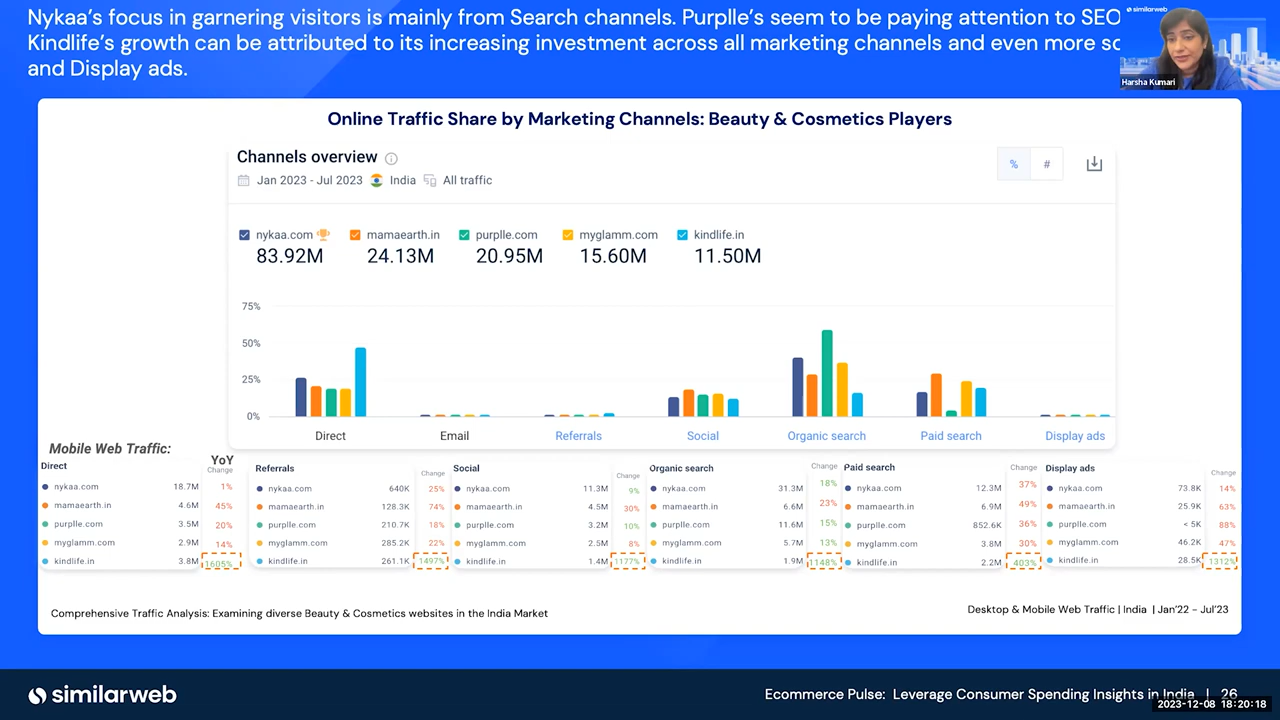 Nykaa's focus in garnering visitors is mainly from Search channels. Purplle's seem to be paying attention to SEO
Kindlife's growth can be attributed to its increasing investment across all marketing channels and even more so
and Display ads.
similarweb
Harsha Kumari
Online Traffic Share by Marketing Channels: Beauty & Cosmetics Players
Channels overview
% #
Jan 2023 - Jul 2023 India All traffic
nykaa.com mamaearth.in purplle.com myglamm.com kindlife.in
83.92M 24.13M 20.95M 15.60M 11.50M
75%
50%
25%
0%
Direct Email Referrals Social Organic search Paid search Display ads
Mobile Web Traffic:
YoY
Direct Change
nykaa.com 18.7M 1%
mamaearth.in 4.6M 45%
purplle.com 3.5M 20%
myglamm.com 2.9M 14%
kindlife.in 3.8M 1605%
Referrals Change
nykaa.com 640K 25%
mamaearth.in 128.3K 74%
purplle.com 210.7K 18%
myglamm.com 285.2K 22%
kindlife.in 261.1K 1497%
Social Change
nykaa.com 11.3M 9%
mamaearth.in 4.5M 30%
purplle.com 3.2M 10%
myglamm.com 2.5M 8%
kindlife.in 1.4M 1177%
Organic search Change
nykaa.com 31.3M 18%
mamaearth.in 6.6M 23%
purplle.com 11.6M 15%
myglamm.com 5.7M 13%
kindlife.in 1.9M 1148%
Paid search Change
nykaa.com 12.3M 37%
mamaearth.in 6.9M 49%
purplle.com 852.6K 36%
myglamm.com 3.8M 30%
kindlife.in 2.2M 403%
Display ads Change
nykaa.com 73.8K 14%
mamaearth.in 25.9K 63%
purplle.com < 5K 88%
myglamm.com 46.2K 47%
kindlife.in 28.5K 1312%
Comprehensive Traffic Analysis: Examining diverse Beauty & Cosmetics websites in the India Market
Desktop & Mobile Web Traffic | India | Jan'22 - Jul'23
similarweb
Ecommerce Pulse: Leverage Consumer Spending Insights in India | 26
2023-12-08 18:20:18